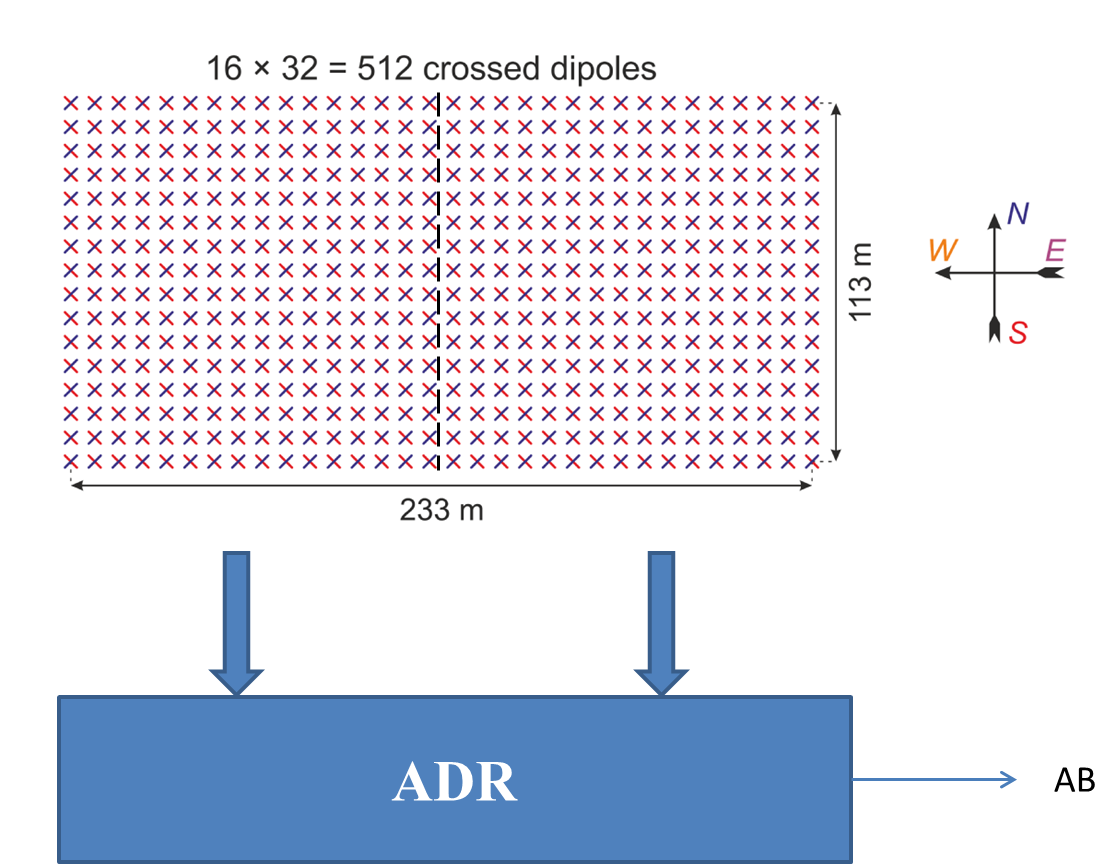 16 × 32 = 512 crossed dipoles
N
W
E
S
113 m
233 m
ADR
AB